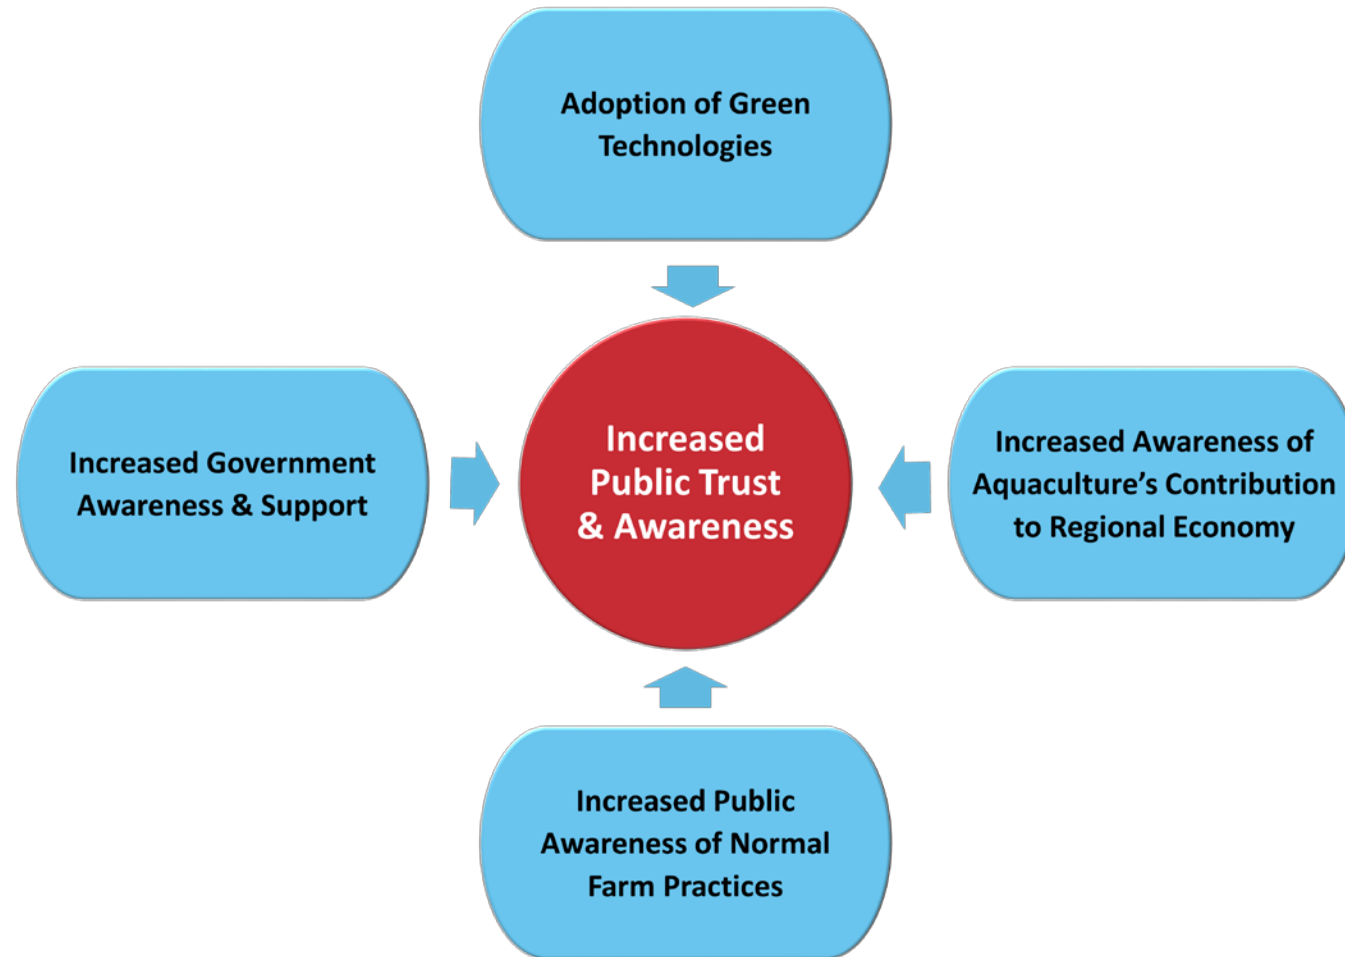 Adoption of Green
Technologies
Increased Government
Awareness & Support
Increased
Public Trust
& Awareness
Increased Awareness of
Aquaculture’s Contribution
to Regional Economy
Increased Public
Awareness of Normal
Farm Practices